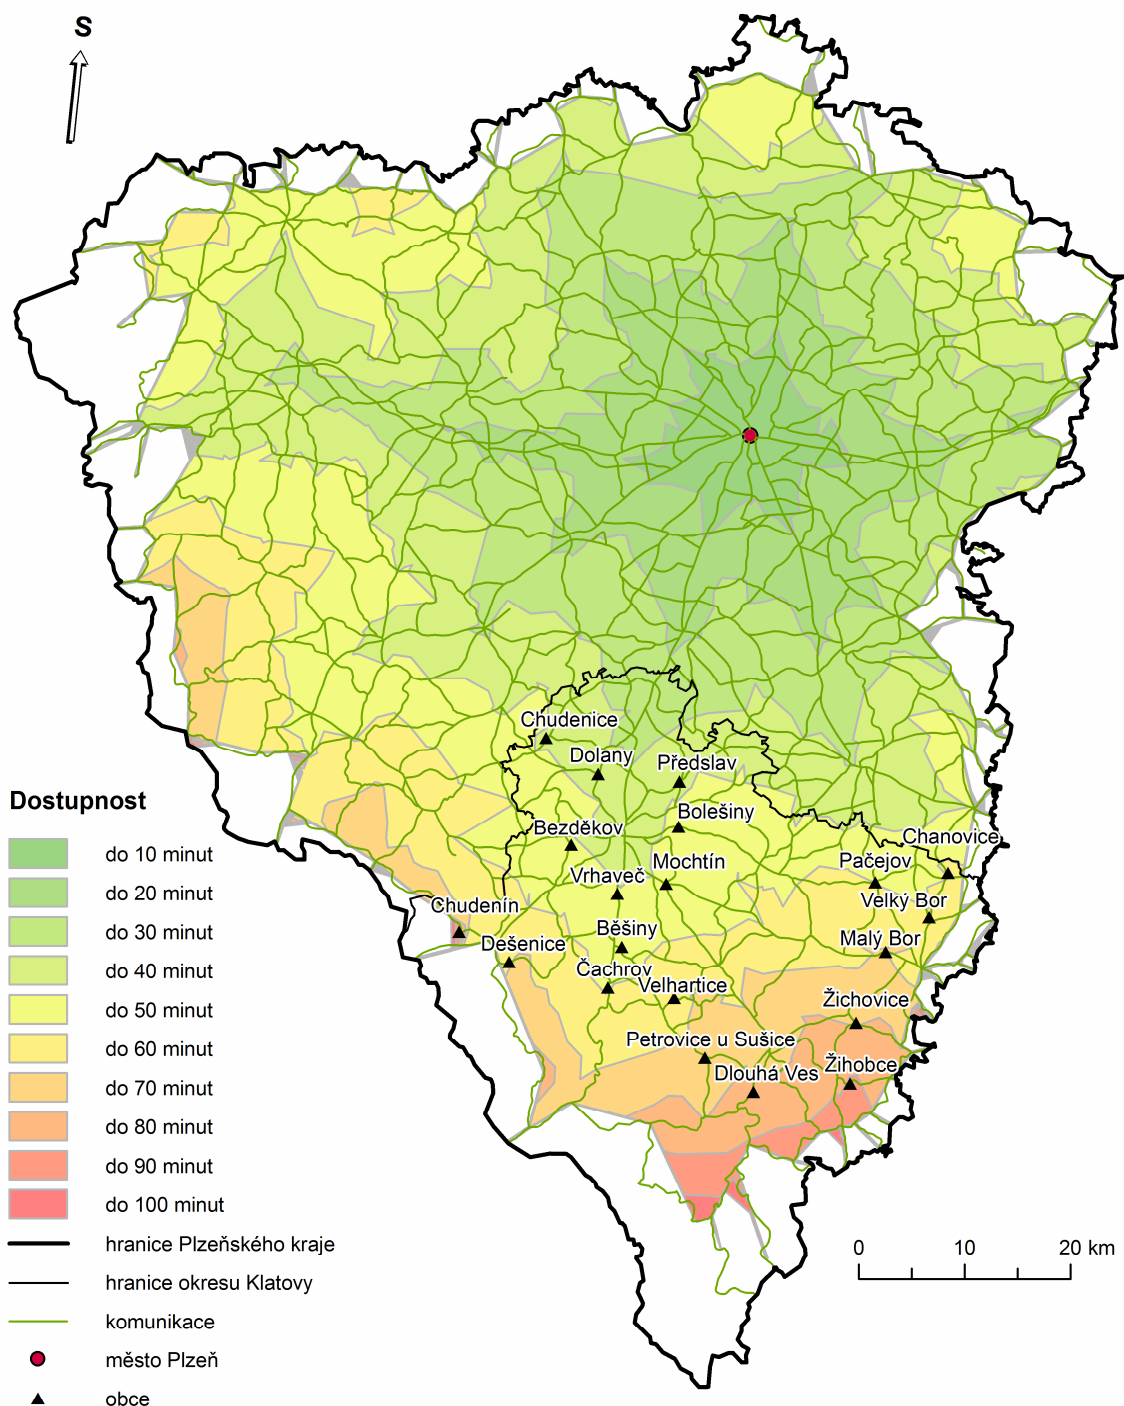 S
Chudenice
Dolany
Předslav
Bolešiny
Bezděkov
Chanovice
Mochtín
Pačejov
Vrhaveč
Velký Bor
Chudenín
Běšiny
Malý Bor
Dešenice
Čachrov
Velhartice
Žichovice
Petrovice u Sušice
Žihobce
Dlouhá Ves
Dostupnost
do 10 minut
do 20 minut
do 30 minut
do 40 minut
do 50 minut
do 60 minut
do 70 minut
do 80 minut
do 90 minut
do 100 minut
hranice Plzeňského kraje
hranice okresu Klatovy
komunikace
město Plzeň
obce
0 10 20 km